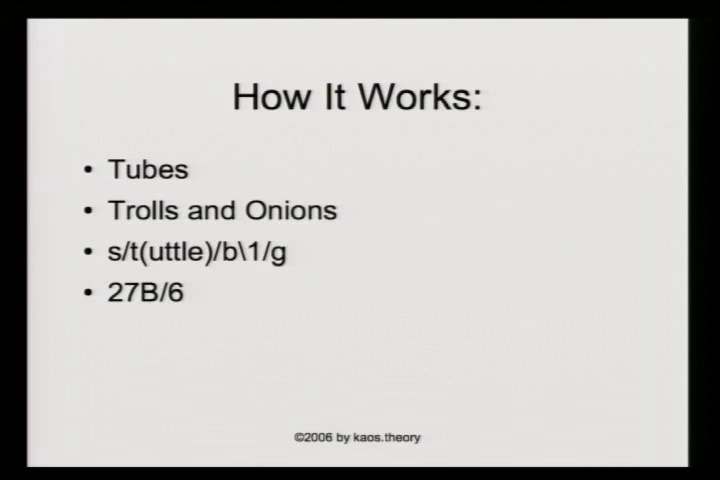 How It Works:
• Tubes
• Trolls and Onions
• s/t(uttle)/b\1/g
• 27B/6
©2006 by kaos.theory